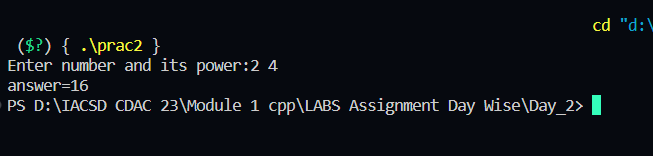 cd "d:\
($?) { .\prac2 }
Enter number and its power:2 4
answer=16
PS D:\IACSD CDAC 23\Module 1 cpp\LABS Assignment Day Wise\Day_2>